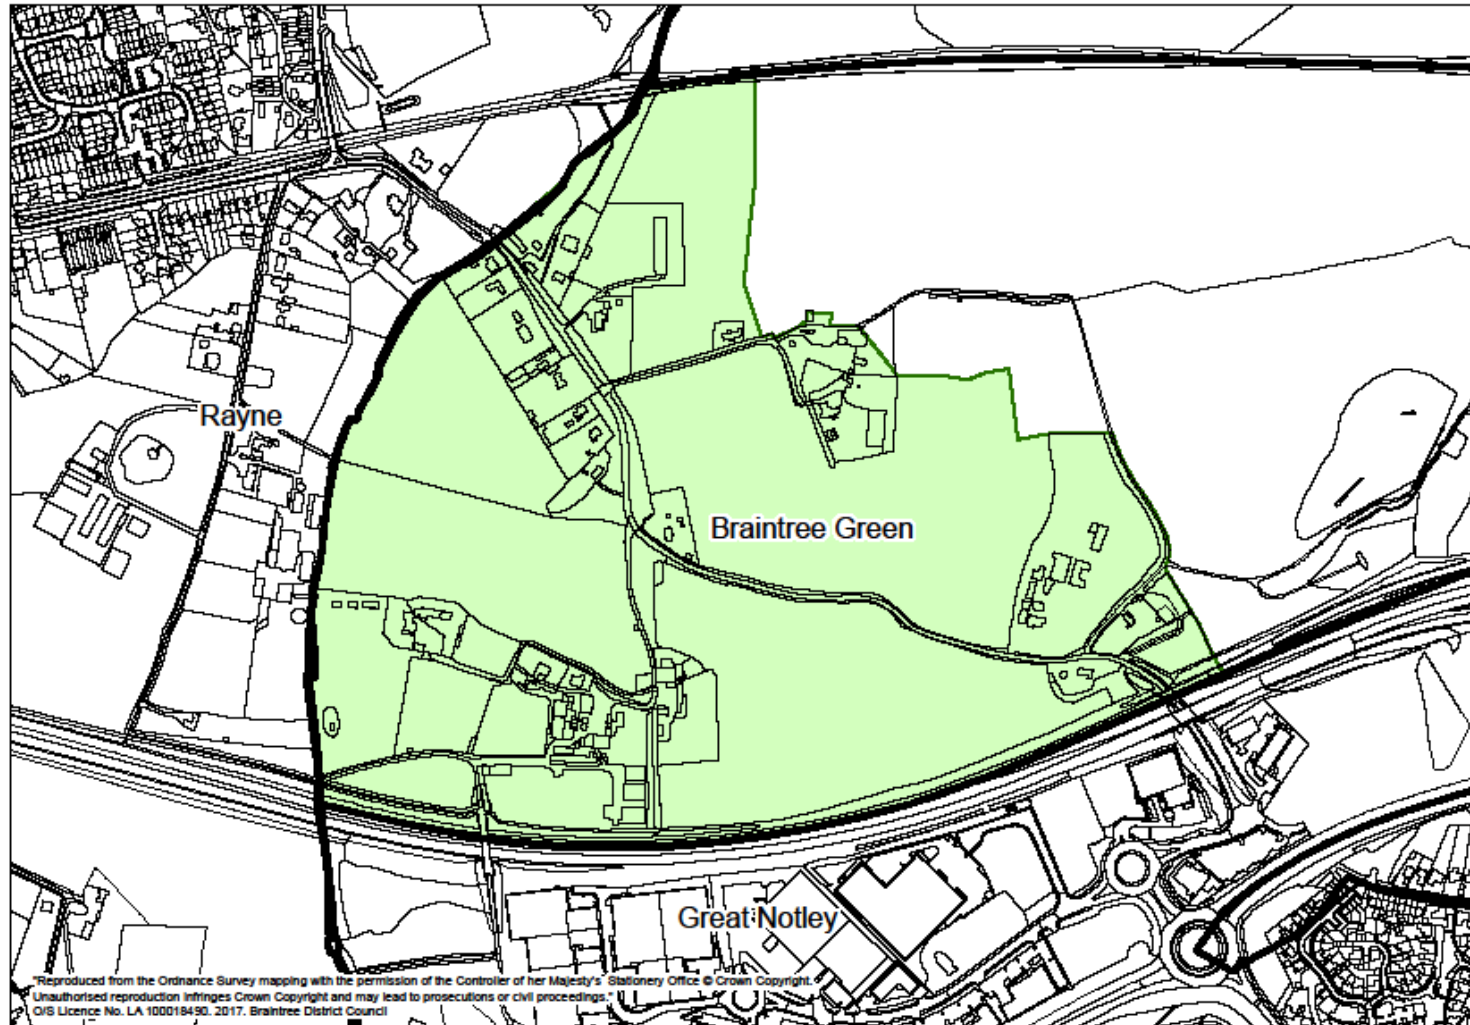 Rayne
Braintree Green
Great Notley
"Reproduced from the Ordnance Survey mapping with the permission of the Controller of her Majesty's Stationery Office © Crown Copyright.
Unauthorised reproduction infringes Crown Copyright and may lead to prosecutions or civil proceedings."
O/S Licence No. LA 100018490. 2017. Braintree District Council